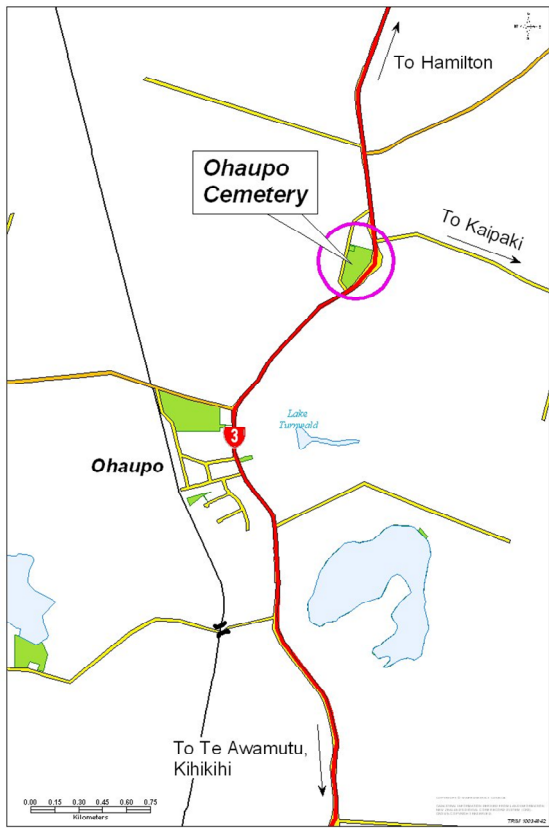 To Hamilton
Ohaupo
Cemetery
To Kaipaki
Lake
Turnwald
3
Ohaupo
To Te Awamutu,
Kihikihi
0.00 0.15 0.30 0.45 0.60 0.75
Kilometers